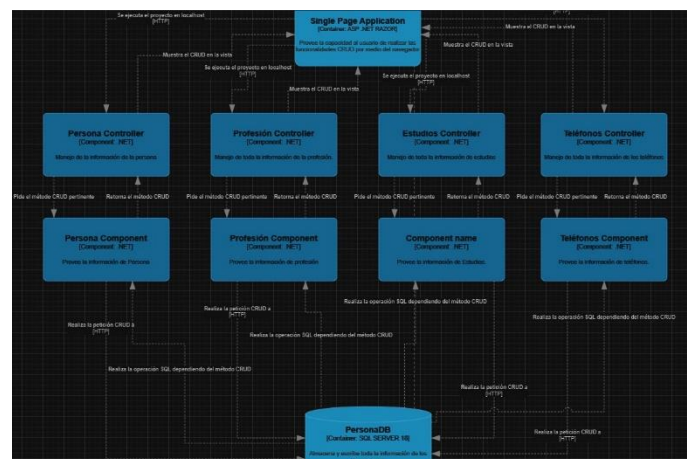 Se ejecuta el proyecto en localhost
[HTTP]
Single Page Application
[Container: ASP .NET RAZOR]
Provee la capacidad al usuario de realizar las
funcionalidades CRUD por medio del navegador
[HTTP]
Muestra el CRUD en la vista
Muestra el CRUD en la vista
Muestra el CRUD en la vista
Se ejecuta el proyecto en localhost
[HTTP]
Se ejecuta el proyecto en localhost
[HTTP]
Muestra el CRUD en la vista
Persona Controller
[Component: .NET]
Manejo de la información de la persona.
Profesión Controller
[Component: .NET]
Manejo de toda la información de la profesión.
Estudios Controller
[Component: .NET]
Manejo de toda la información de estudios
Teléfonos Controller
[Component: .NET]
Manejo de toda la información de los teléfonos.
Pide el método CRUD pertinente
Retorna el método CRUD
Pide el método CRUD pertinente
Retorna el método CRUD
Pide el método CRUD pertinente
Retorna el método CRUD
Pide el método CRUD pertinente
Retorna el método CRUD
Persona Component
[Component: .NET]
Provee la información de Persona.
Profesión Component
[Component: .NET]
Provee la información de profesión
Component name
[Component: .NET]
Provee la información de Estudios.
Teléfonos Component
[Component: .NET]
Provee la información de teléfonos.
Realiza la operación SQL dependiendo del método CRUD
Realiza la petición CRUD a
[HTTP]
Realiza la petición CRUD a
[HTTP]
Realiza la operación SQL dependiendo del método CRUD
Realiza la operación SQL dependiendo del método CRUD
Realiza la operación SQL dependiendo del método CRUD
Realiza la petición CRUD a
[HTTP]
PersonaDB
[Container: SQL SERVER 18]
Realiza la petición CRUD a
[HTTP]
Almacena y
toda la información de los